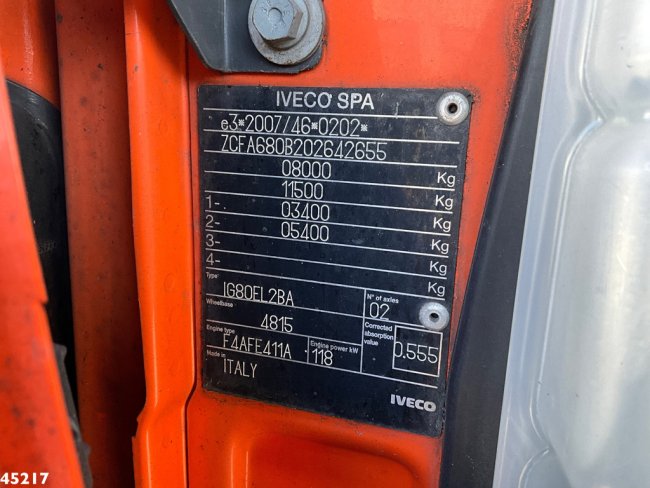 IVECO SPA
e3*2007/46*0202*
ZCFA680B202642655
08000 Kg
11500 Kg
1- 03400 Kg
2- 05400 Kg
3- Kg
4- Kg
Type IG80EL2BA N° of axles 02
Wheelbase 4815 Corrected absorption value 0.555
Engine type F4AFE411A Engine power kW 118
Made in ITALY
IVECO
45217